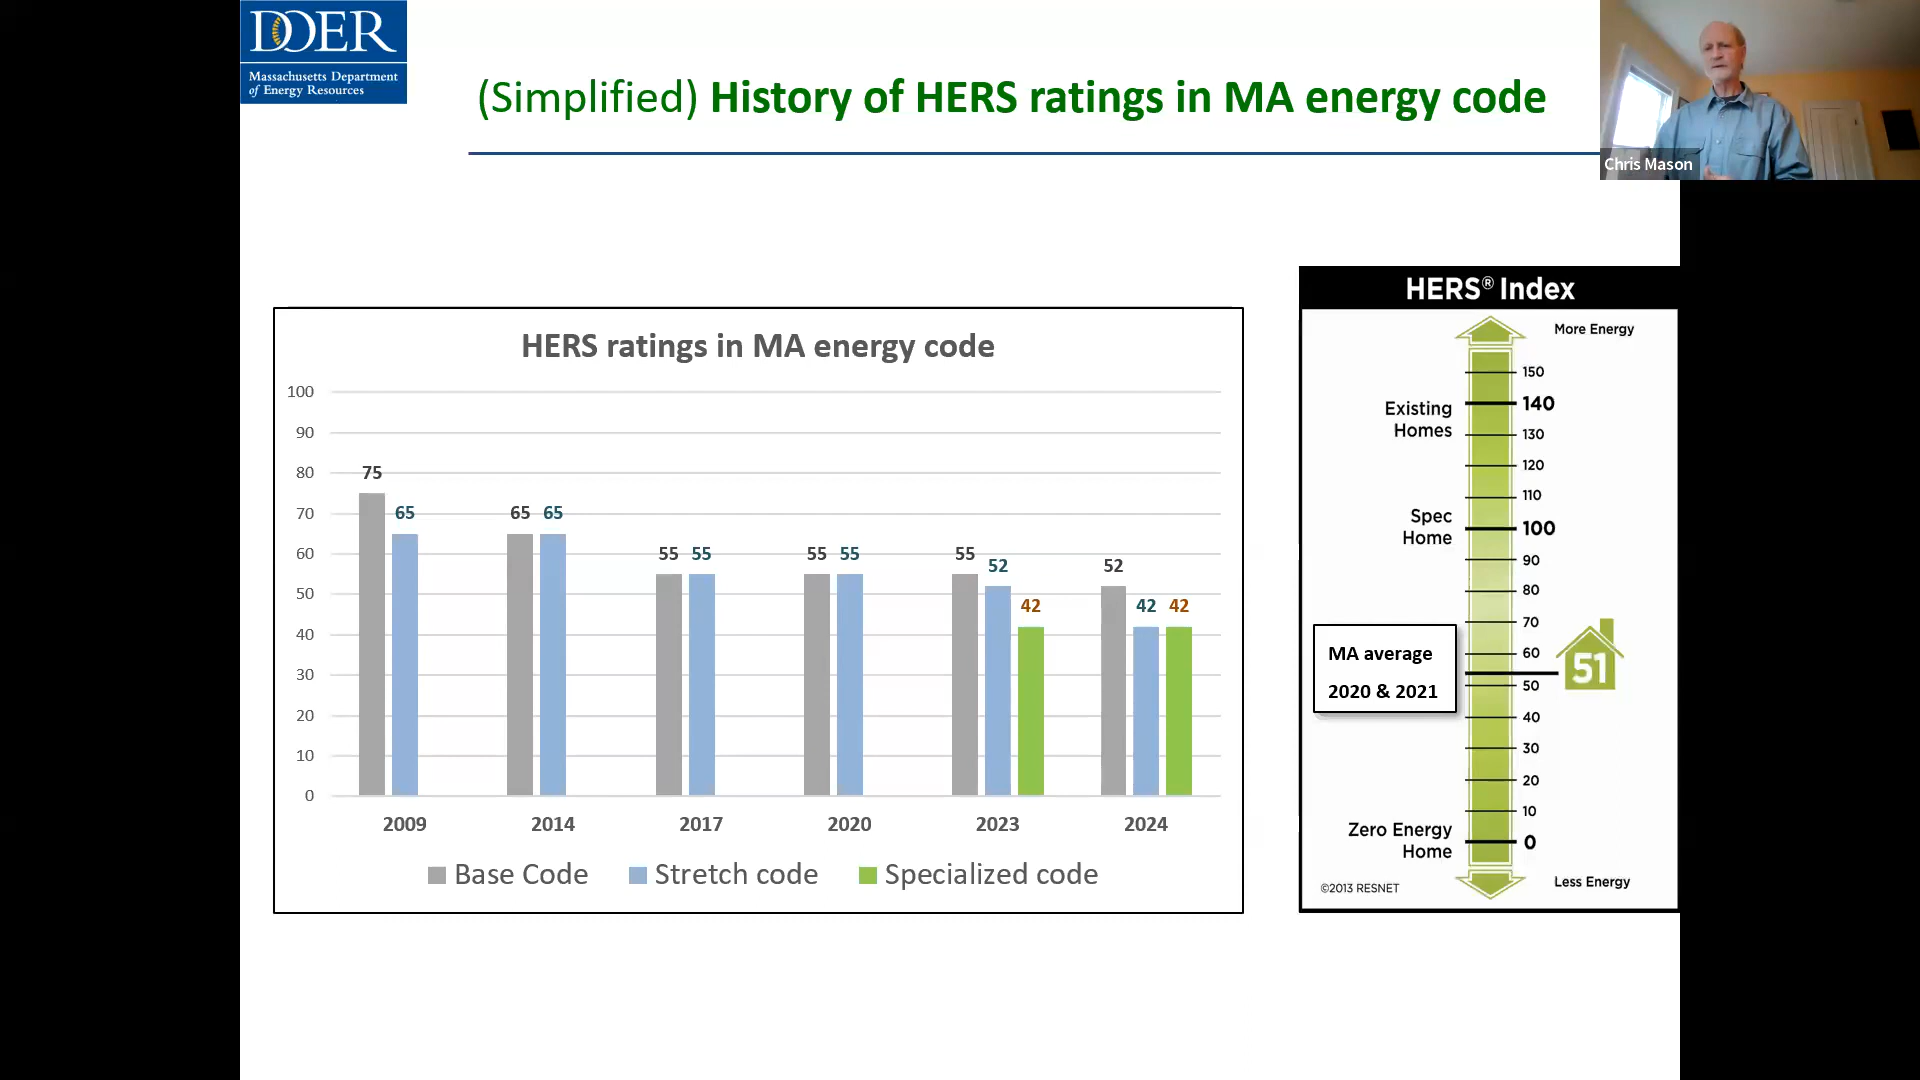 DOER
Massachusetts Department
of Energy Resources
(Simplified) History of HERS ratings in MA energy code
Chris Mason
HERS ratings in MA energy code
100
90
80
70
60
50
40
30
20
10
0
75
65
65
65
55
55
55
55
55
52
42
52
42
42
2009
2014
2017
2020
2023
2024
Base Code
Stretch code
Specialized code
HERS® Index
More Energy
150
140
130
120
110
100
90
80
70
60
50
40
30
20
10
0
Existing
Homes
Spec
Home
MA average
2020 & 2021
51
Zero Energy
Home
©2013 RESNET
Less Energy